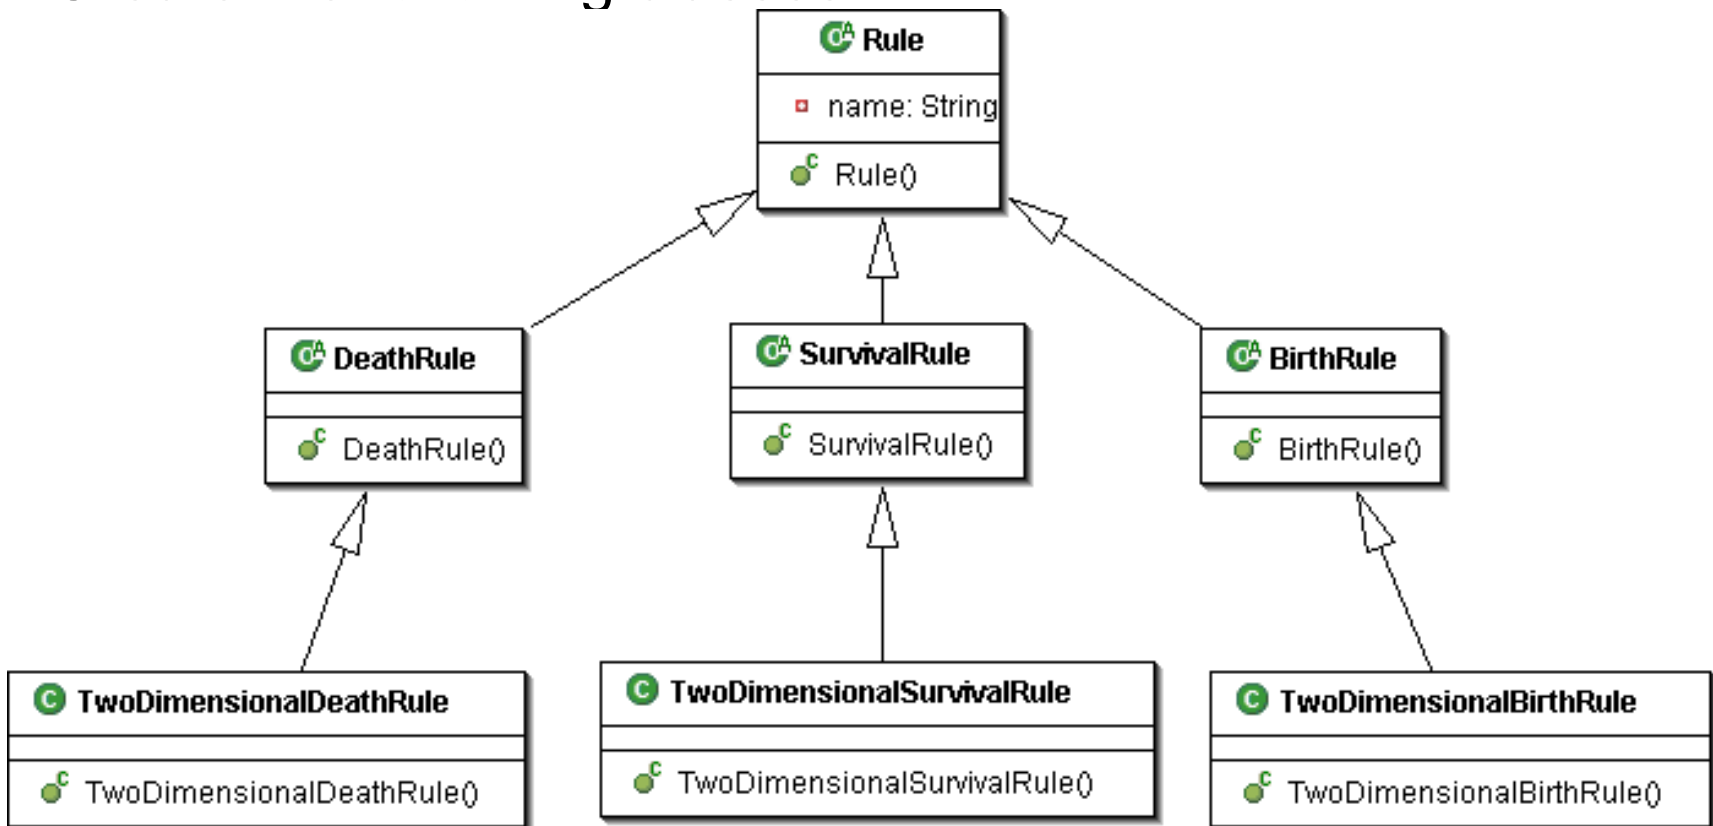 Rule
name: String
Rule()
DeathRule
DeathRule()
SurvivalRule
SurvivalRule()
BirthRule
BirthRule()
TwoDimensionalDeathRule
TwoDimensionalDeathRule()
TwoDimensionalSurvivalRule
TwoDimensionalSurvivalRule()
TwoDimensionalBirthRule
TwoDimensionalBirthRule()